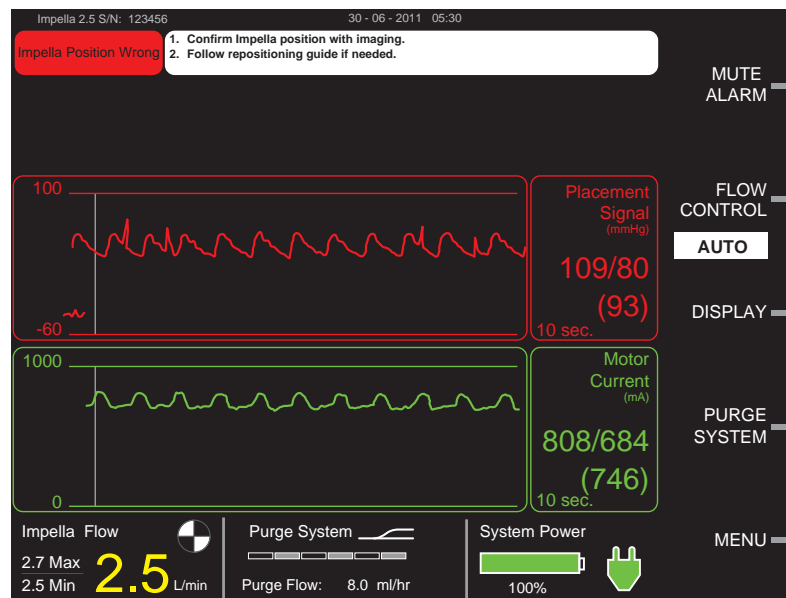 Impella 2.5 S/N: 123456
30 - 06 - 2011 05:30
Impella Position Wrong
1. Confirm Impella position with imaging.
2. Follow repositioning guide if needed.
MUTE
ALARM
100
-60
Placement
Signal
(mmHg)
109/80
(93)
10 sec.
FLOW
CONTROL
AUTO
DISPLAY
1000
0
Motor
Current
(mA)
808/684
(746)
10 sec.
PURGE
SYSTEM
Impella Flow
2.7 Max
2.5 Min
2.5 L/min
Purge System
Purge Flow: 8.0 ml/hr
System Power
100%
MENU